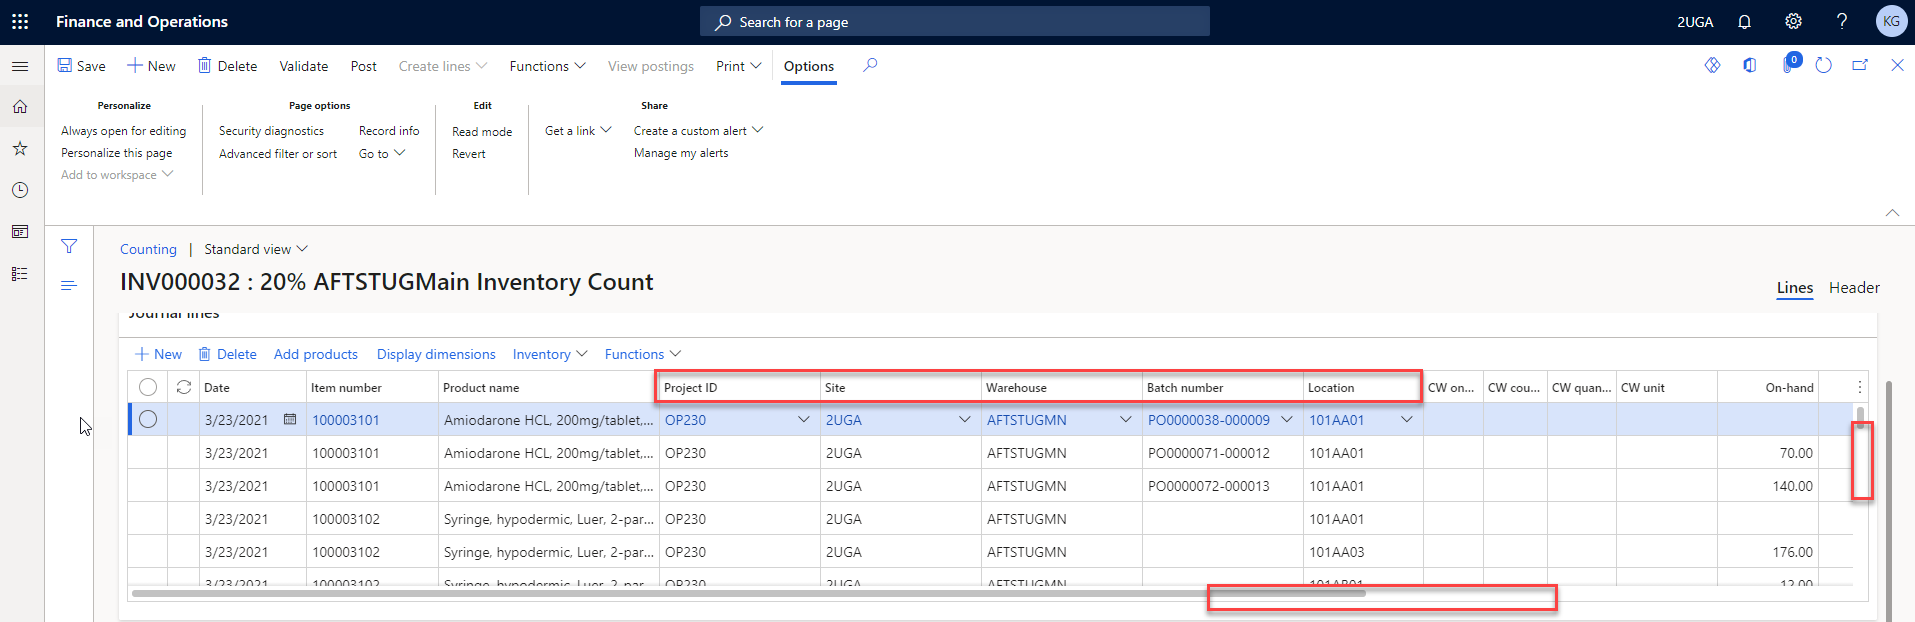 Finance and Operations
Search for a page
2UGA
KG
Save New Delete Validate Post Create lines Functions View postings Print Options
0
Personalize Page options Edit Share
Always open for editing Security diagnostics Record info Read mode Get a link Create a custom alert
Personalize this page Advanced filter or sort Go to Revert Manage my alerts
Add to workspace
Counting | Standard view
INV000032 : 20% AFTSTUGMain Inventory Count
Lines Header
Journal lines
New Delete Add products Display dimensions Inventory Functions
Date Item number Product name Project ID Site Warehouse Batch number Location CW on... CW cou... CW quan... CW unit On-hand
3/23/2021 100003101 Amiodarone HCL, 200mg/tablet,... OP230 2UGA AFTSTUGMN PO0000038-000009 101AA01
3/23/2021 100003101 Amiodarone HCL, 200mg/tablet,... OP230 2UGA AFTSTUGMN PO0000071-000012 101AA01 70.00
3/23/2021 100003101 Amiodarone HCL, 200mg/tablet,... OP230 2UGA AFTSTUGMN PO0000072-000013 101AA01 140.00
3/23/2021 100003102 Syringe, hypodermic, Luer, 2-par... OP230 2UGA AFTSTUGMN 101AA01
3/23/2021 100003102 Syringe, hypodermic, Luer, 2-par... OP230 2UGA AFTSTUGMN 101AA03 176.00
3/23/2021 100003102 Syringe, hypodermic, Luer, 2-par... OP230 2UGA AFTSTUGMN 101AB01 12.00